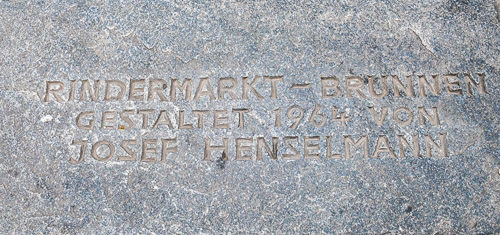 RINDERMARKT – BRUNNEN
GESTALTET 1964 VON
JOSEF HENSELMANN